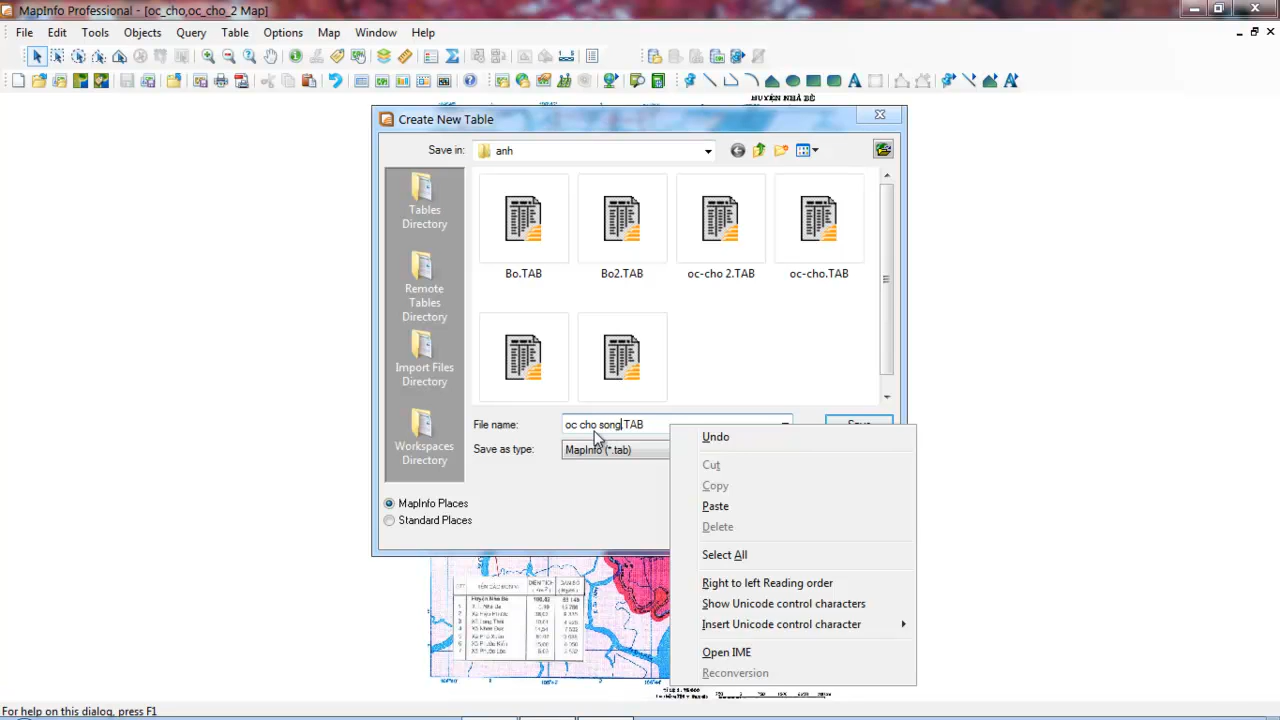 MapInfo Professional - [oc_cho,oc_cho_2 Map]
File Edit Tools Objects Query Table Options Map Window Help
HUYỆN NHÀ BÈ
Create New Table
Save in: anh
Tables Directory
Remote Tables Directory
Import Files Directory
Workspaces Directory
Bo.TAB Bo2.TAB oc-cho 2.TAB oc-cho.TAB
File name: oc cho song.TAB Save
Save as type: MapInfo (*.tab)
MapInfo Places
Standard Places
Undo
Cut
Copy
Paste
Delete
Select All
Right to left Reading order
Show Unicode control characters
Insert Unicode control character
Open IME
Reconversion
For help on this dialog, press F1